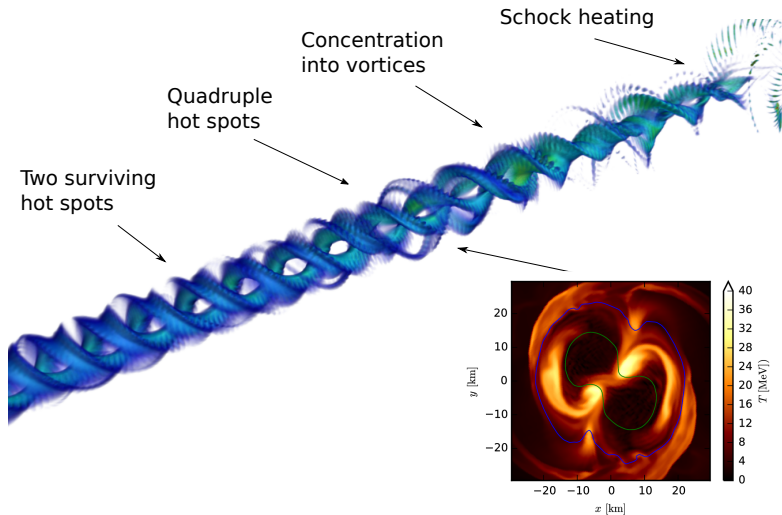 Schock heating
Concentration
into vortices
Quadruple
hot spots
Two surviving
hot spots
20
10
0
−10
−20
y [km]
−20 −10 0 10 20
x [km]
40
36
32
28
24
20
16
12
8
4
0
T [MeV])